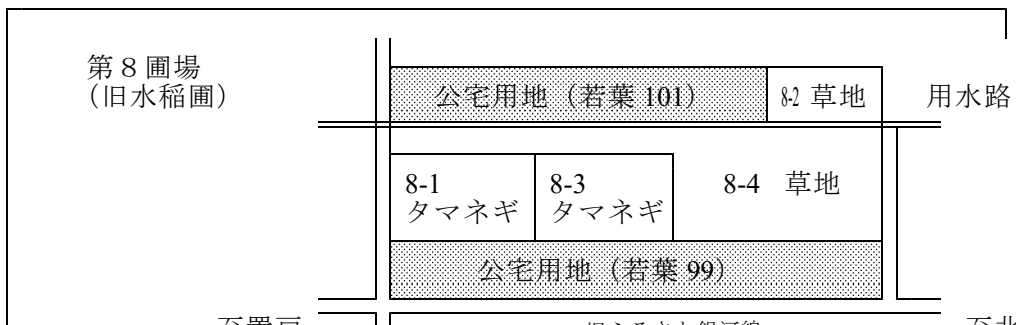 第８圃場
（旧水稲圃）
公宅用地（若葉 101）
8-2 草地
用水路
8-1
タマネギ
8-3
タマネギ
8-4 草地
公宅用地（若葉 99）